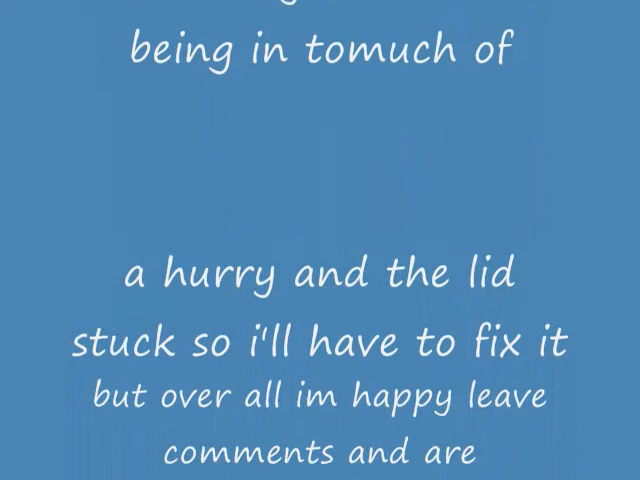 being in tomuch of
a hurry and the lid
stuck so i'll have to fix it
but over all im happy leave
comments and are